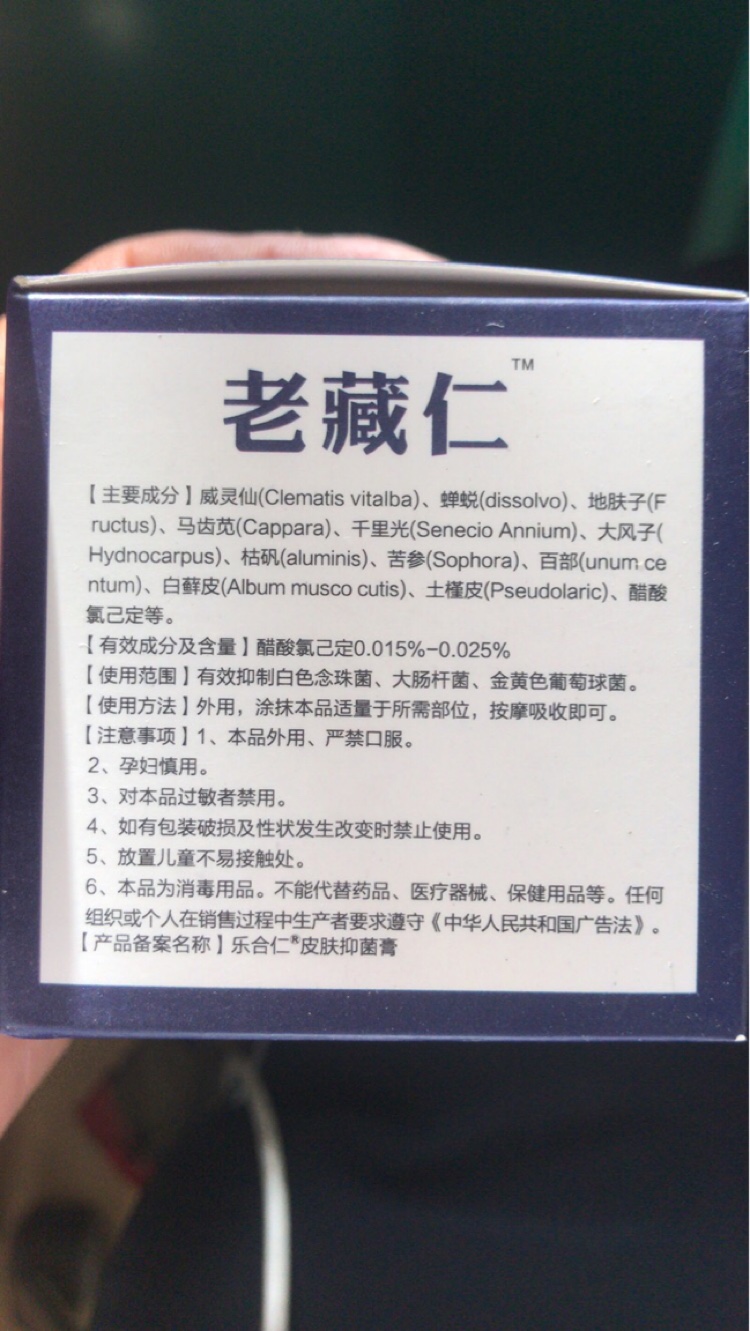 老藏仁™
【主要成分】威灵仙(Clematis vitalba)、蝉蜕(dissolvo)、地肤子(F
ructus)、马齿苋(Cappara)、千里光(Senecio Annium)、大风子(
Hydnocarpus)、枯矾(aluminis)、苦参(Sophora)、百部(unum ce
ntum)、白藓皮(Album musco cutis)、土槿皮(Pseudolaric)、醋酸
氯己定等。
【有效成分及含量】醋酸氯己定0.015%-0.025%
【使用范围】有效抑制白色念珠菌、大肠杆菌、金黄色葡萄球菌。
【使用方法】外用，涂抹本品适量于所需部位，按摩吸收即可。
【注意事项】1、本品外用、严禁口服。
2、孕妇慎用。
3、对本品过敏者禁用。
4、如有包装破损及性状发生改变时禁止使用。
5、放置儿童不易接触处。
6、本品为消毒用品。不能代替药品、医疗器械、保健用品等。任何
组织或个人在销售过程中生产者要求遵守《中华人民共和国广告法》。
【产品备案名称】乐合仁®皮肤抑菌膏